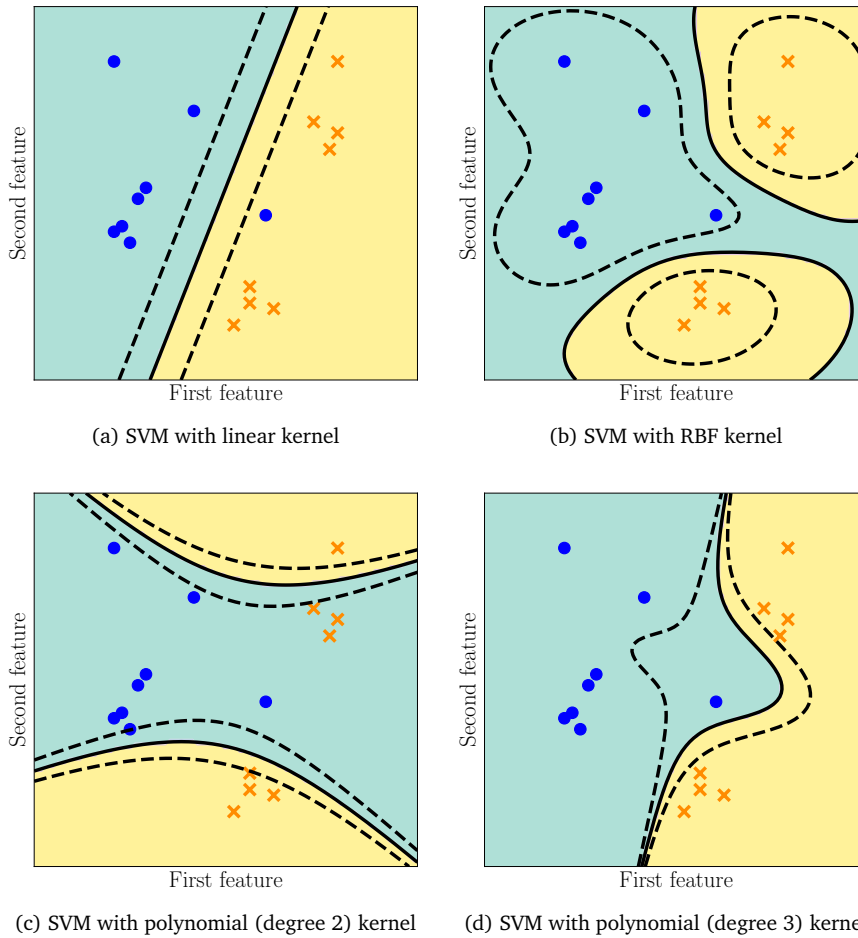 Second feature
First feature
(a) SVM with linear kernel
Second feature
First feature
(b) SVM with RBF kernel
Second feature
First feature
(c) SVM with polynomial (degree 2) kernel
Second feature
First feature
(d) SVM with polynomial (degree 3) kerne